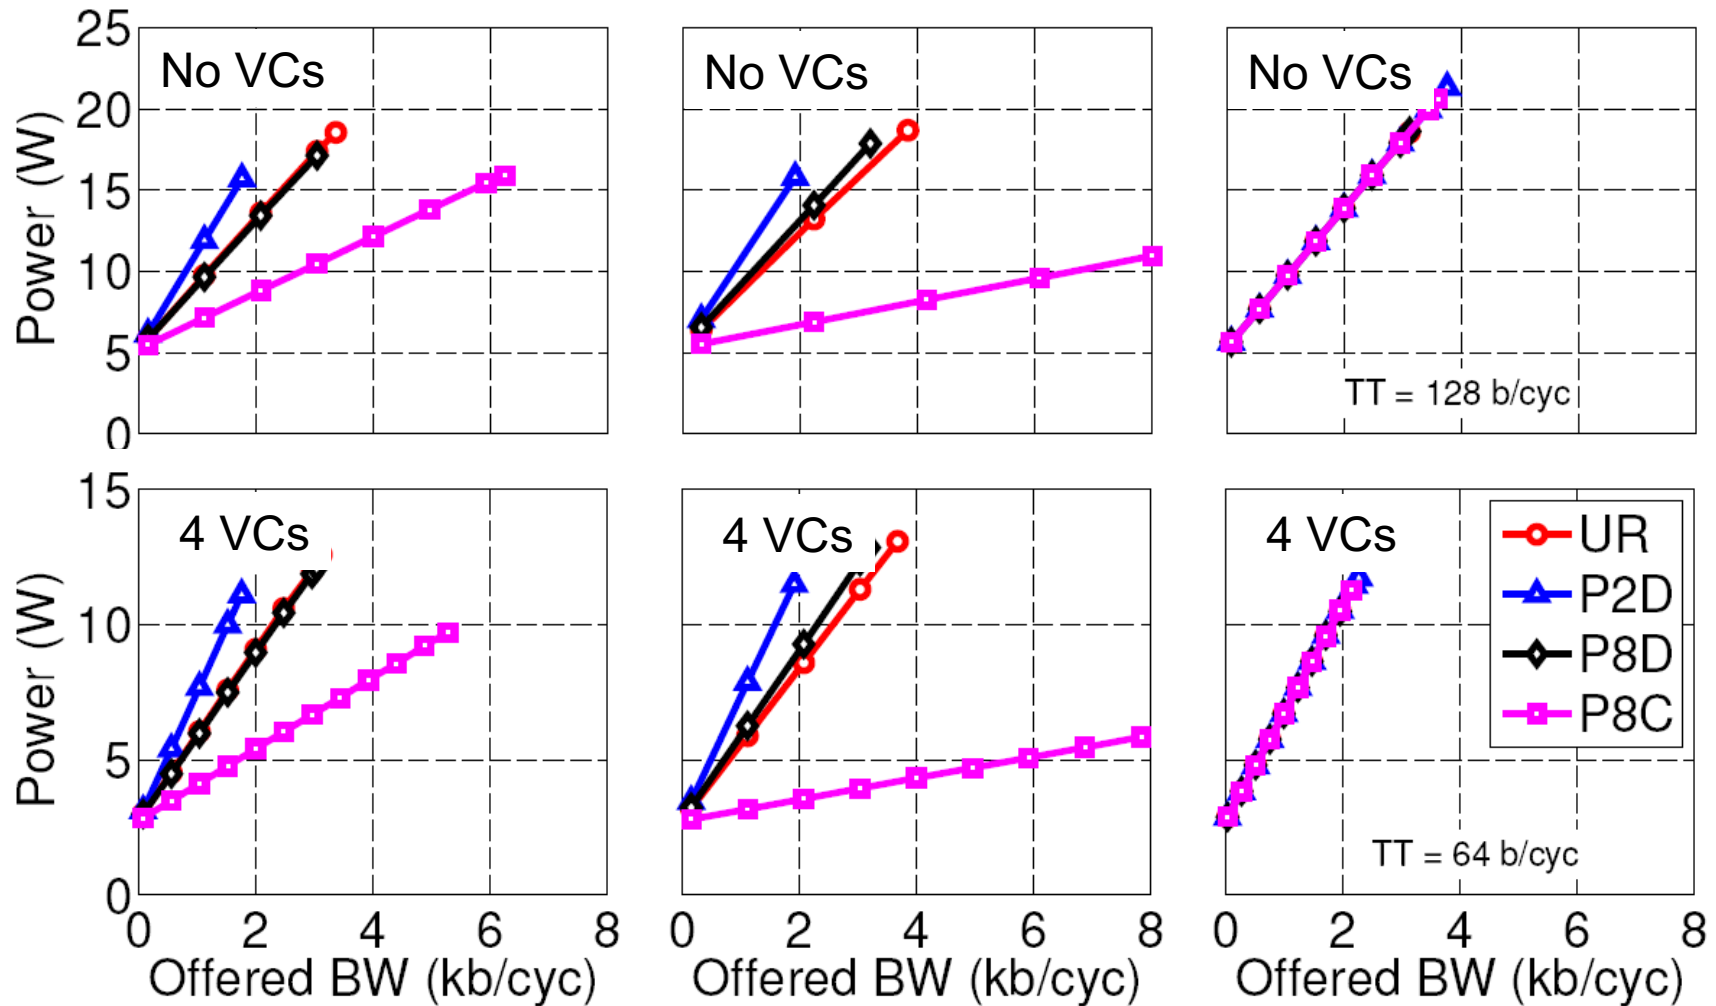 25
20
15
10
5
0
Power (W)
No VCs
No VCs
No VCs
TT = 128 b/cyc
15
10
5
0
Power (W)
4 VCs
4 VCs
4 VCs
UR
P2D
P8D
P8C
TT = 64 b/cyc
0 2 4 6 8
0 2 4 6 8
0 2 4 6 8
Offered BW (kb/cyc)
Offered BW (kb/cyc)
Offered BW (kb/cyc)